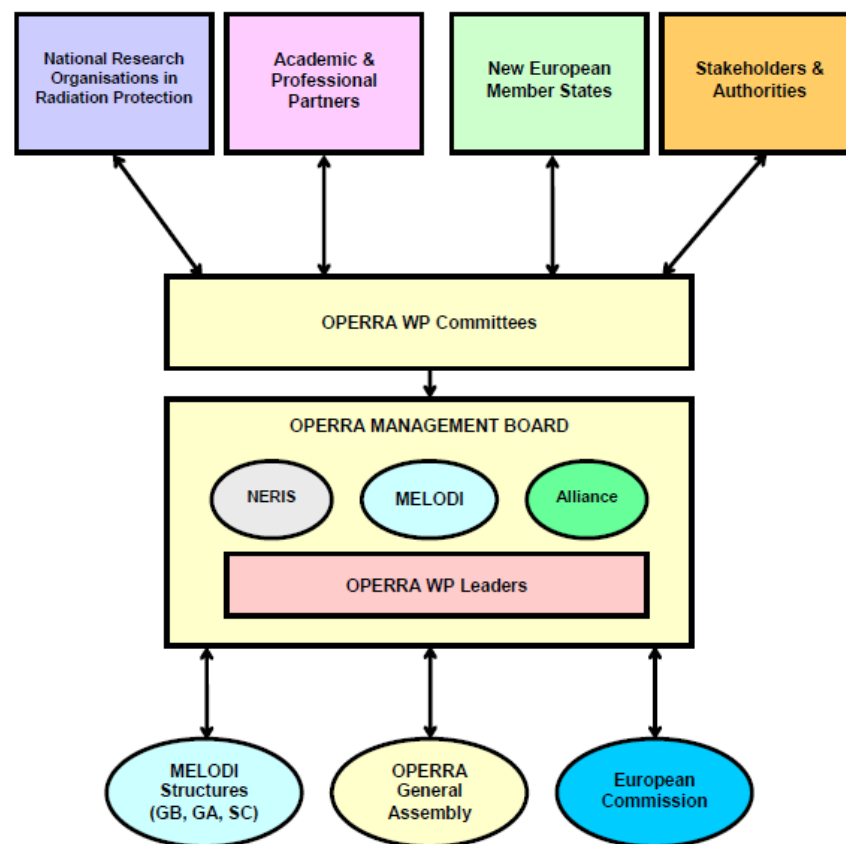 National Research
Organisations in
Radiation Protection
Academic &
Professional
Partners
New European
Member States
Stakeholders &
Authorities
OPERRA WP Committees
OPERRA MANAGEMENT BOARD
NERIS
MELODI
Alliance
OPERRA WP Leaders
MELODI
Structures
(GB, GA, SC)
OPERRA
General
Assembly
European
Commission